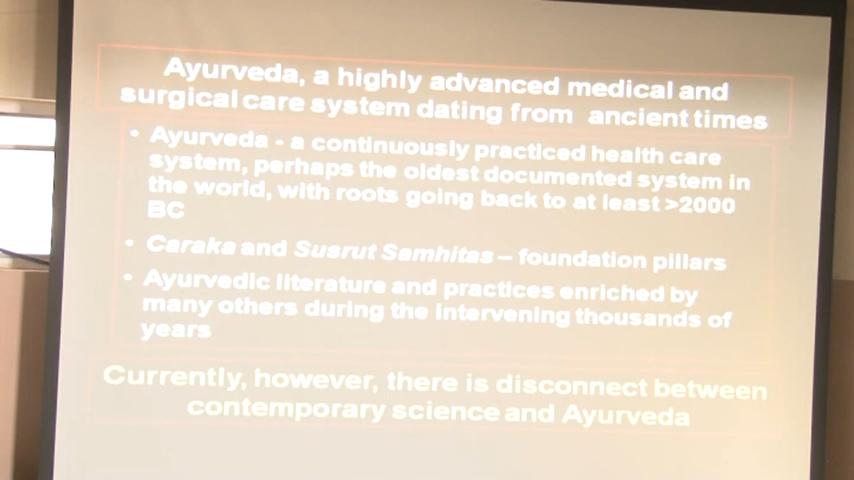 Ayurveda, a highly advanced medical and
surgical care system dating from ancient times
• Ayurveda - a continuously practiced health care
system, perhaps the oldest documented system in
the world, with roots going back to at least >2000
BC
• Caraka and Susrut Samhitas – foundation pillars
• Ayurvedic literature and practices enriched by
many others during the intervening thousands of
years
Currently, however, there is disconnect between
contemporary science and Ayurveda